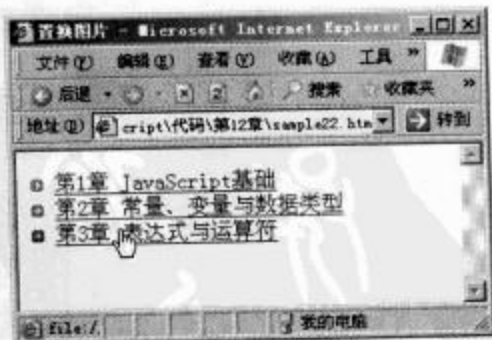 置换图片 - Microsoft Internet Explorer
文件(F) 编辑(E) 查看(V) 收藏(A) 工具 »
后退 搜索 收藏夹 »
地址(D) cript\代码\第12章\sample22.htm 转到
第1章 JavaScript基础
第2章 常量、变量与数据类型
第3章 表达式与运算符
file:/ 我的电脑